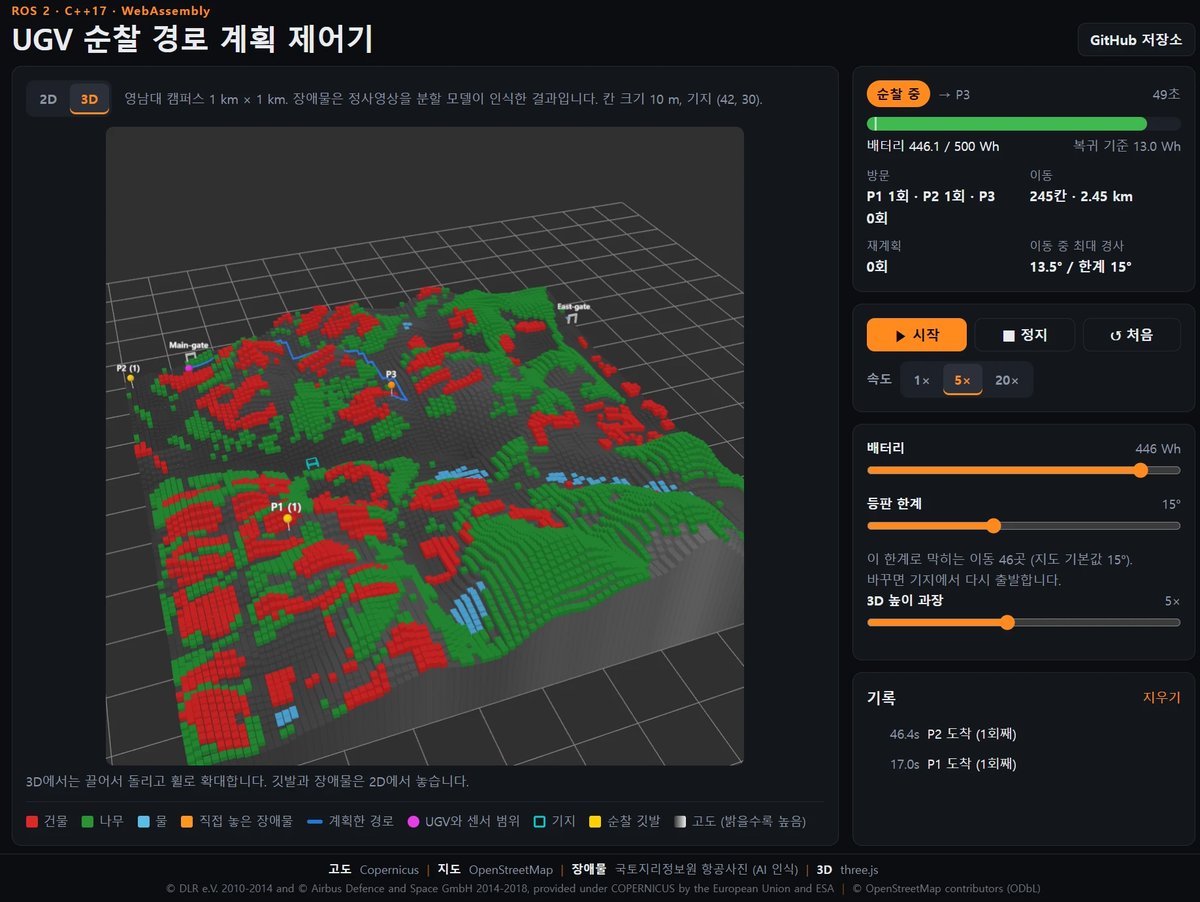 ROS 2 · C++17 · WebAssembly
UGV 순찰 경로 계획 제어기
GitHub 저장소
2D 3D 영남대 캠퍼스 1 km × 1 km. 장애물은 정사영상을 분할 모델이 인식한 결과입니다. 칸 크기 10 m, 기지 (42, 30).
East-gate
Main-gate
P2 (1)
P3
P1 (1)
3D에서는 끌어서 돌리고 휠로 확대합니다. 깃발과 장애물은 2D에서 놓습니다.
건물 나무 물 직접 놓은 장애물 계획한 경로 UGV와 센서 범위 기지 순찰 깃발 고도 (밝을수록 높음)
순찰 중 → P3 49초
배터리 446.1 / 500 Wh 복귀 기준 13.0 Wh
방문 이동
P1 1회 · P2 1회 · P3 245칸 · 2.45 km
0회
재계획 이동 중 최대 경사
0회 13.5° / 한계 15°
▶ 시작 ■ 정지 ↺ 처음
속도 1× 5× 20×
배터리 446 Wh
등판 한계 15°
이 한계로 막히는 이동 46곳 (지도 기본값 15°).
바꾸면 기지에서 다시 출발합니다.
3D 높이 과장 5×
기록 지우기
46.4s P2 도착 (1회째)
17.0s P1 도착 (1회째)
고도 Copernicus | 지도 OpenStreetMap | 장애물 국토지리정보원 항공사진 (AI 인식) | 3D three.js
© DLR e.V. 2010-2014 and © Airbus Defence and Space GmbH 2014-2018, provided under COPERNICUS by the European Union and ESA | © OpenStreetMap contributors (ODbL)